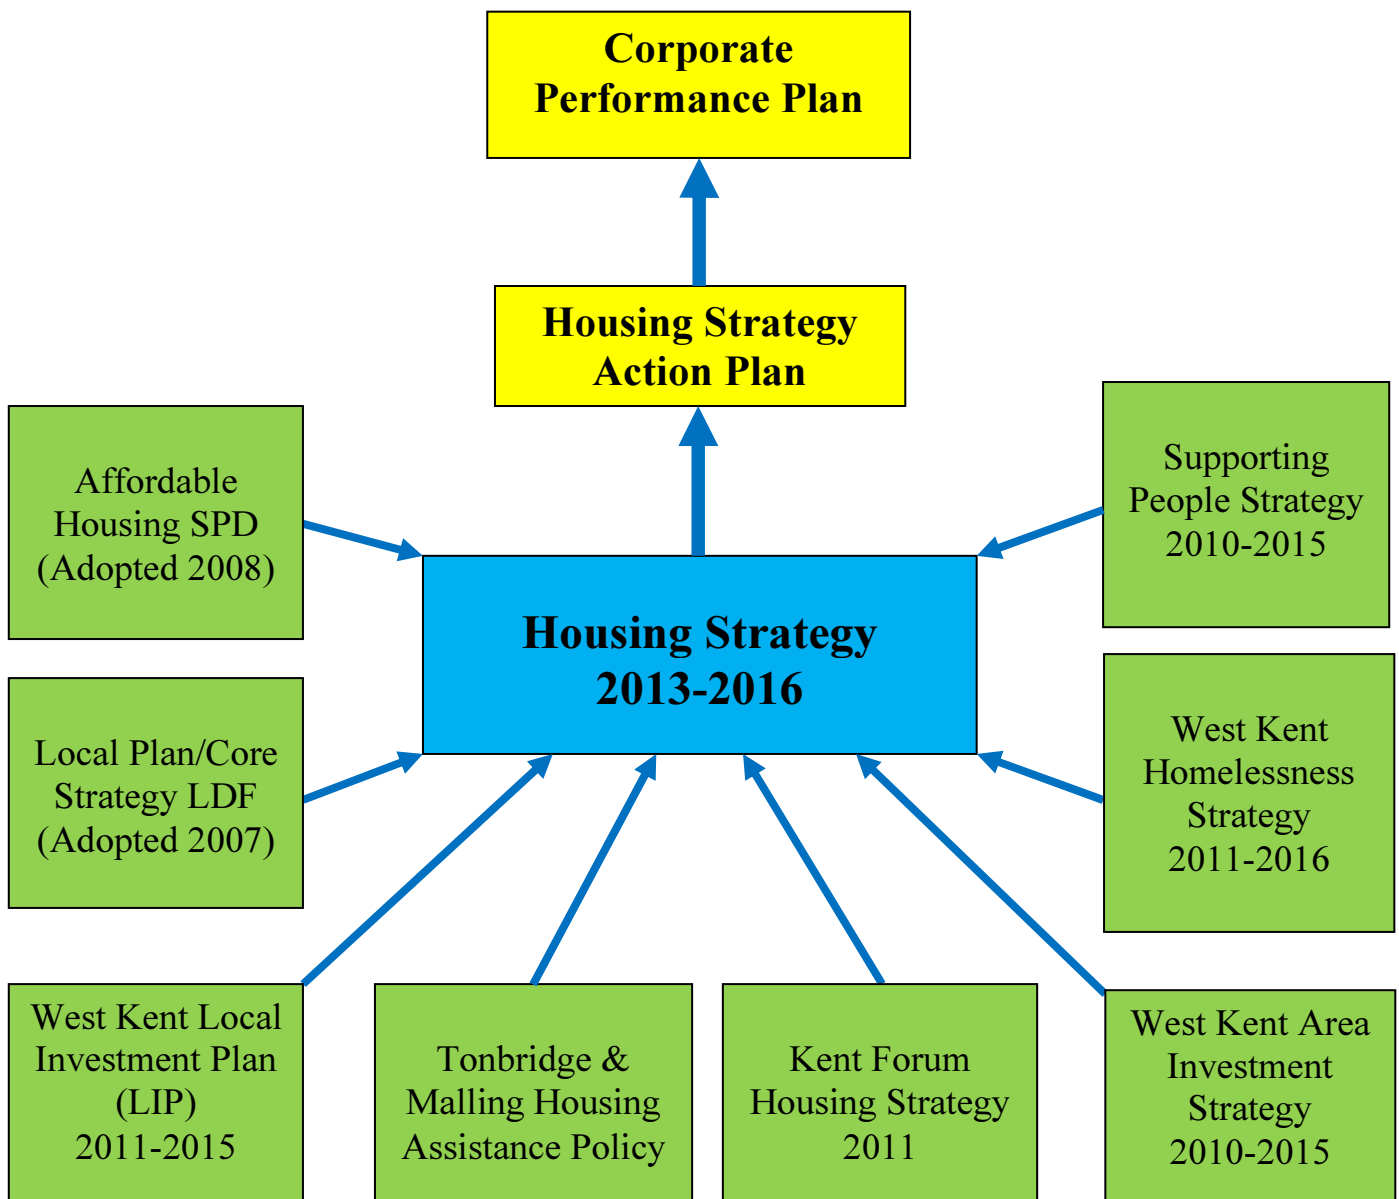 Corporate
Performance Plan
Housing Strategy
Action Plan
Affordable
Housing SPD
(Adopted 2008)
Supporting
People Strategy
2010-2015
Housing Strategy
2013-2016
Local Plan/Core
Strategy LDF
(Adopted 2007)
West Kent
Homelessness
Strategy
2011-2016
West Kent Local
Investment Plan
(LIP)
2011-2015
Tonbridge &
Malling Housing
Assistance Policy
Kent Forum
Housing Strategy
2011
West Kent Area
Investment
Strategy
2010-2015